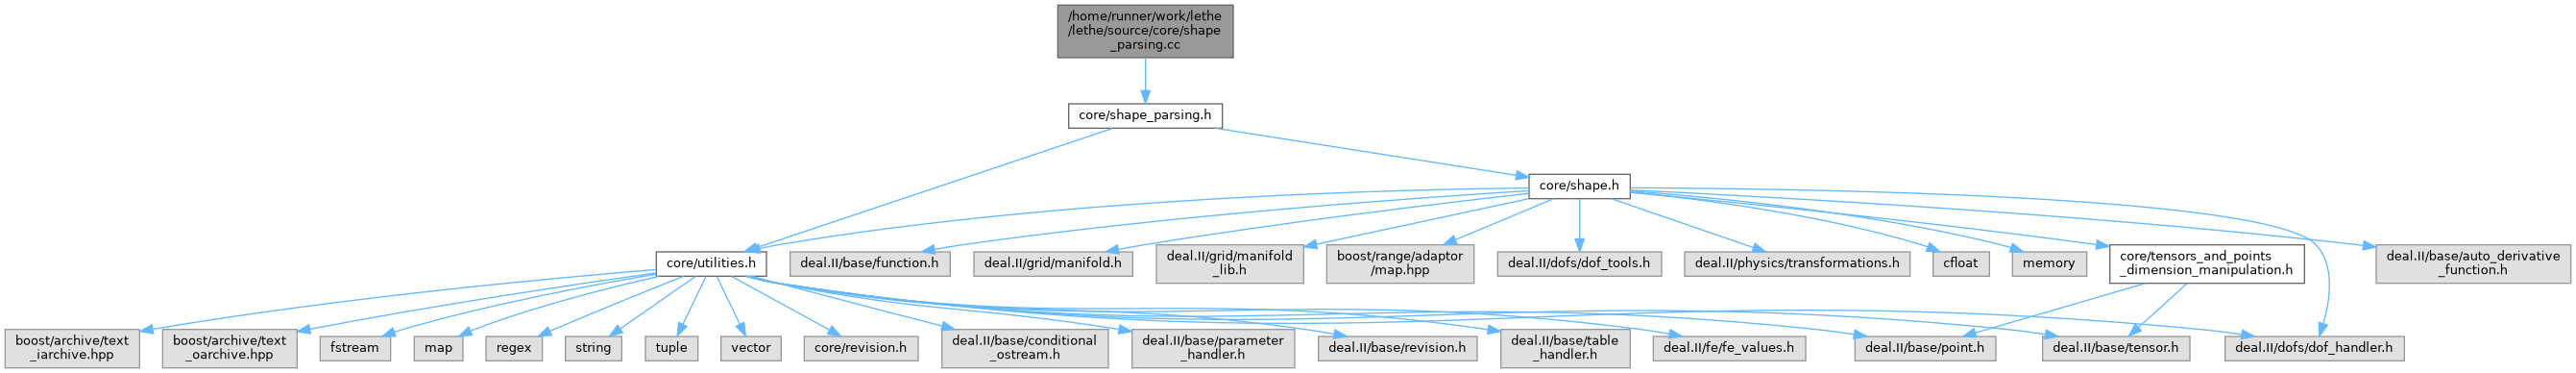 /home/runner/work/lethe
/lethe/source/core/shape
_parsing.cc
core/shape_parsing.h
core/shape.h
core/utilities.h
deal.II/base/function.h
deal.II/grid/manifold.h
deal.II/grid/manifold
_lib.h
boost/range/adaptor
/map.hpp
deal.II/dofs/dof_tools.h
deal.II/physics/transformations.h
cfloat
memory
core/tensors_and_points
_dimension_manipulation.h
deal.II/base/auto_derivative
_function.h
boost/archive/text
_iarchive.hpp
boost/archive/text
_oarchive.hpp
fstream
map
regex
string
tuple
vector
core/revision.h
deal.II/base/conditional
_ostream.h
deal.II/base/parameter
_handler.h
deal.II/base/revision.h
deal.II/base/table
_handler.h
deal.II/fe/fe_values.h
deal.II/base/point.h
deal.II/base/tensor.h
deal.II/dofs/dof_handler.h